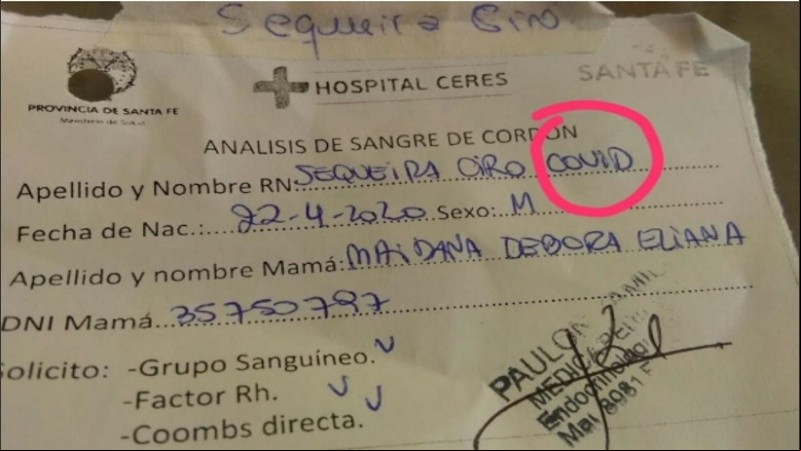 Sequeira Ciro
PROVINCIA DE SANTA FE
Ministerio de Salud
HOSPITAL CERES
SANTA FE
ANALISIS DE SANGRE DE CORDON
Apellido y Nombre RN: SEQUEIRA CIRO COVID
Fecha de Nac.: 22-4-2020 Sexo: M
Apellido y nombre Mamá: MAIDANA DEBORA ELIANA
DNI Mamá 35750797
Solicito: -Grupo Sanguíneo.
-Factor Rh.
-Coombs directa.
PAULON
Endocrinología